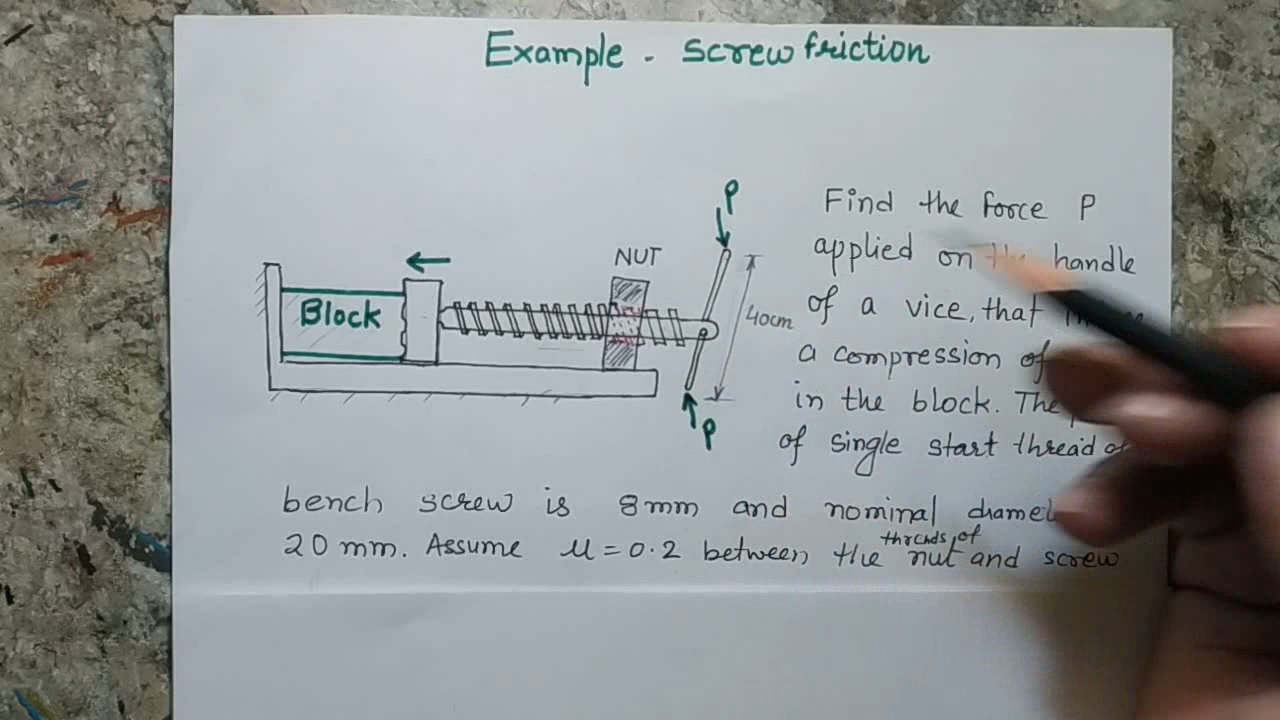 Example - Screw friction
P
NUT
Block
40cm
P
Find the force P
applied on the handle
of a vice, that
a compression of
in the block. The
of single start thread of
bench screw is 8mm and nominal
20 mm. Assume μ = 0.2 between the threads of nut and screw